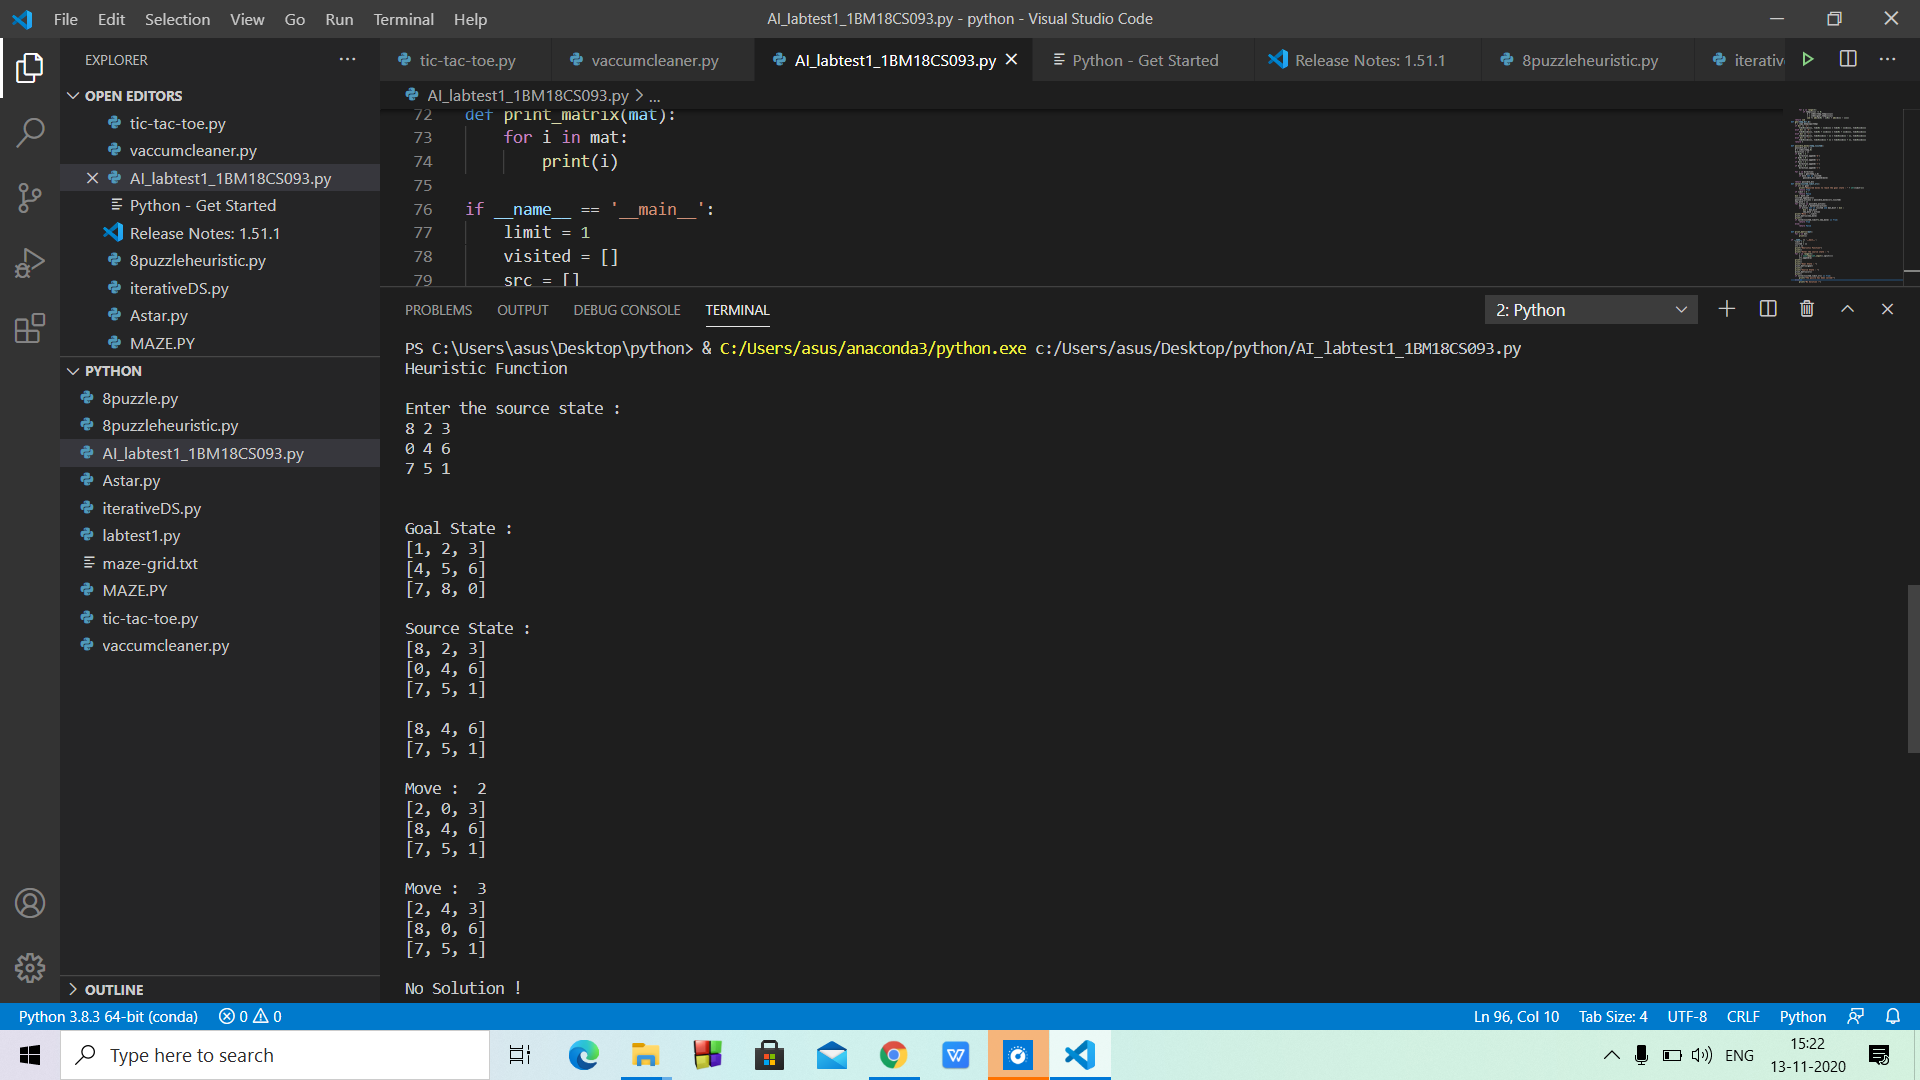 File Edit Selection View Go Run Terminal Help
AI_labtest1_1BM18CS093.py - python - Visual Studio Code
EXPLORER
OPEN EDITORS
tic-tac-toe.py
vaccumcleaner.py
AI_labtest1_1BM18CS093.py
Python - Get Started
Release Notes: 1.51.1
8puzzleheuristic.py
iterativeDS.py
Astar.py
MAZE.PY
PYTHON
8puzzle.py
8puzzleheuristic.py
AI_labtest1_1BM18CS093.py
Astar.py
iterativeDS.py
labtest1.py
maze-grid.txt
MAZE.PY
tic-tac-toe.py
vaccumcleaner.py
OUTLINE
tic-tac-toe.py vaccumcleaner.py AI_labtest1_1BM18CS093.py Python - Get Started Release Notes: 1.51.1 8puzzleheuristic.py iterativ
AI_labtest1_1BM18CS093.py > ...
72 def print_matrix(mat):
73 for i in mat:
74 print(i)
75
76 if __name__ == '__main__':
77 limit = 1
78 visited = []
79 src = []
PROBLEMS OUTPUT DEBUG CONSOLE TERMINAL
2: Python
PS C:\Users\asus\Desktop\python> & C:/Users/asus/anaconda3/python.exe c:/Users/asus/Desktop/python/AI_labtest1_1BM18CS093.py
Heuristic Function
Enter the source state :
8 2 3
0 4 6
7 5 1
Goal State :
[1, 2, 3]
[4, 5, 6]
[7, 8, 0]
Source State :
[8, 2, 3]
[0, 4, 6]
[7, 5, 1]
[8, 4, 6]
[7, 5, 1]
Move :  2
[2, 0, 3]
[8, 4, 6]
[7, 5, 1]
Move :  3
[2, 4, 3]
[8, 0, 6]
[7, 5, 1]
No Solution !
Python 3.8.3 64-bit (conda) 0 0
Ln 96, Col 10 Tab Size: 4 UTF-8 CRLF Python
Type here to search
ENG
15:22
13-11-2020